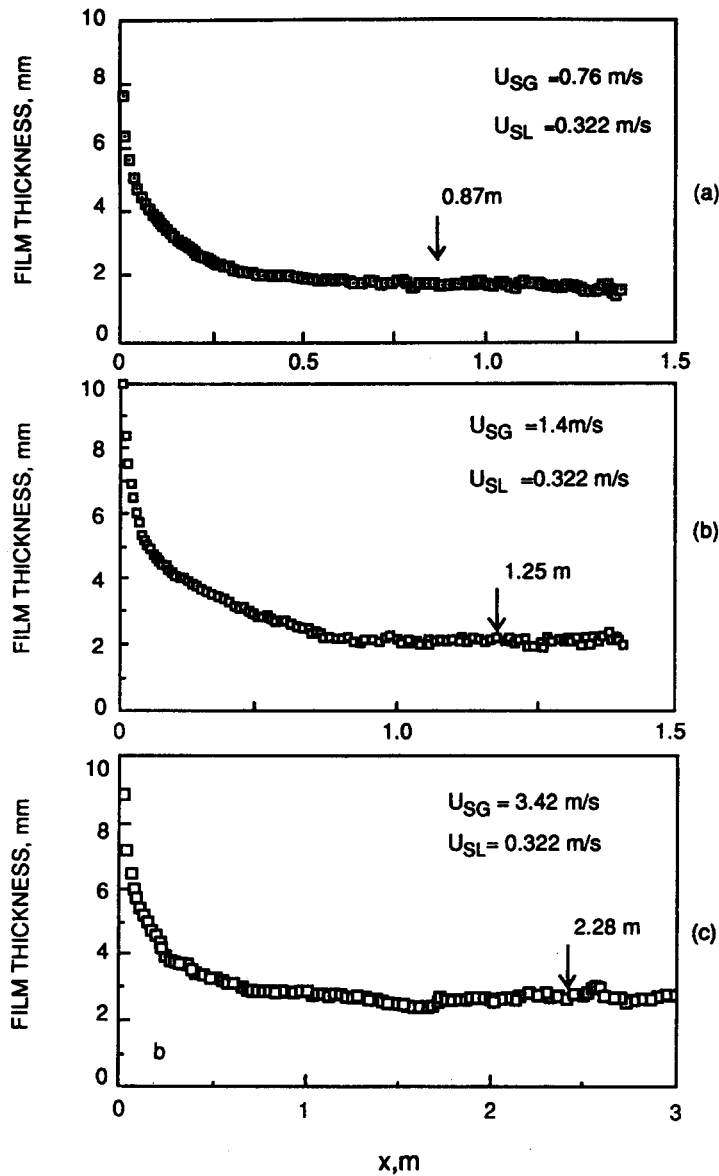 10
8
6
4
2
0
FILM THICKNESS, mm
U_SG =0.76 m/s
U_SL =0.322 m/s
0.87m
(a)
0 0.5 1.0 1.5
10
8
6
4
2
0
FILM THICKNESS, mm
U_SG =1.4m/s
U_SL =0.322 m/s
1.25 m
(b)
0 1.0 1.5
10
8
6
4
2
0
FILM THICKNESS, mm
U_SG = 3.42 m/s
U_SL= 0.322 m/s
2.28 m
(c)
b
0 1 2 3
x,m